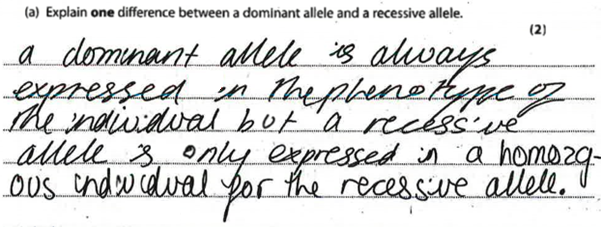 (a) Explain one difference between a dominant allele and a recessive allele.
(2)
a dominant allele is always
expressed in the phenotype of
the individual but a recessive
allele is only expressed in a homozg-
ous individual for the recessive allele.